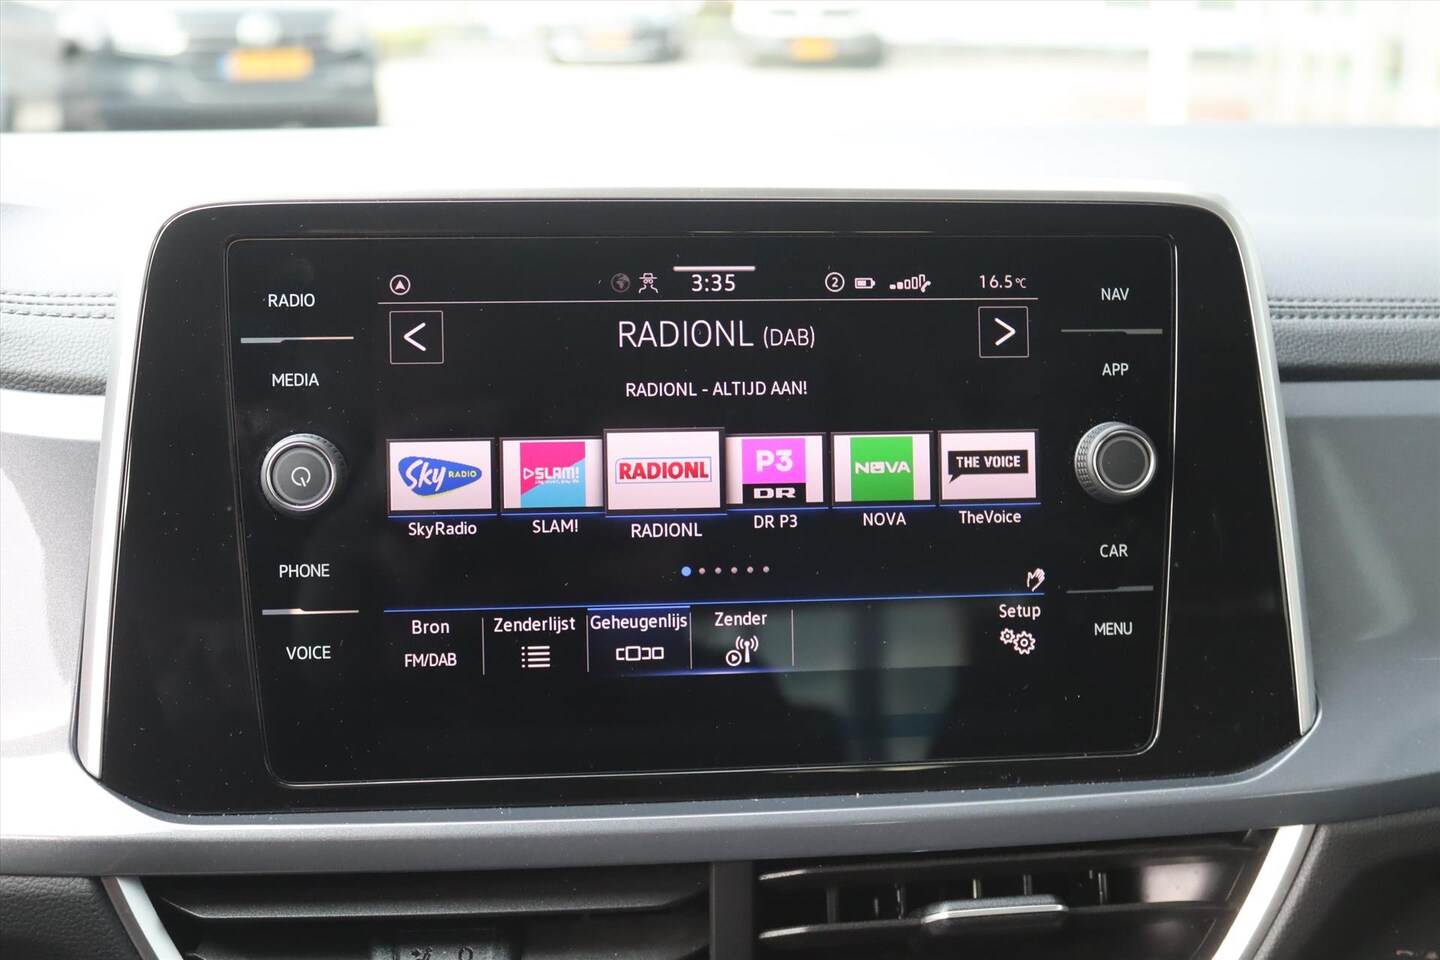 RADIO
MEDIA
PHONE
VOICE
3:35
2
16.5°C
<
RADIONL (DAB)
>
RADIONL - ALTIJD AAN!
Sky RADIO
SLAM!
RADIONL
P3
DR
NOVA
THE VOICE
SkyRadio
SLAM!
RADIONL
DR P3
NOVA
TheVoice
Bron
FM/DAB
Zenderlijst
Geheugenlijs
Zender
Setup
NAV
APP
CAR
MENU